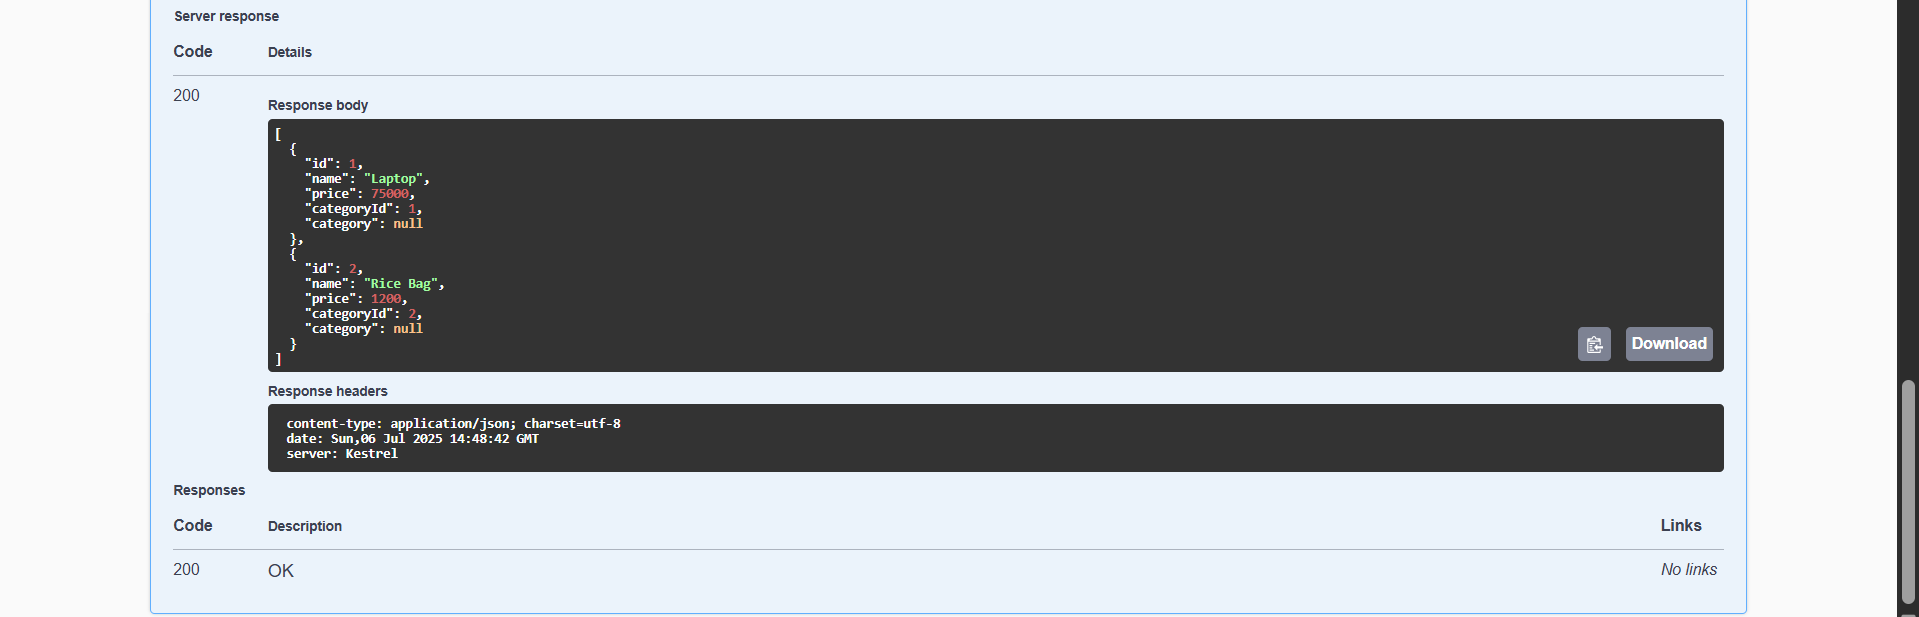 Server response
Code Details
200
Response body
[
  {
    "id": 1,
    "name": "Laptop",
    "price": 75000,
    "categoryId": 1,
    "category": null
  },
  {
    "id": 2,
    "name": "Rice Bag",
    "price": 1200,
    "categoryId": 2,
    "category": null
  }
]
Download
Response headers
content-type: application/json; charset=utf-8
date: Sun,06 Jul 2025 14:48:42 GMT
server: Kestrel
Responses
Code Description Links
200 OK No links